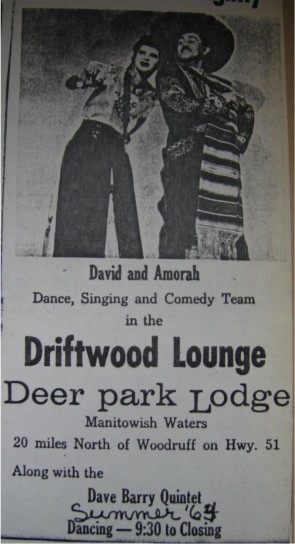 David and Amorah
Dance, Singing and Comedy Team
in the
Driftwood Lounge
Deer park Lodge
Manitowish Waters
20 miles North of Woodruff on Hwy. 51
Along with the
Dave Barry Quintet
Summer '64
Dancing — 9:30 to Closing